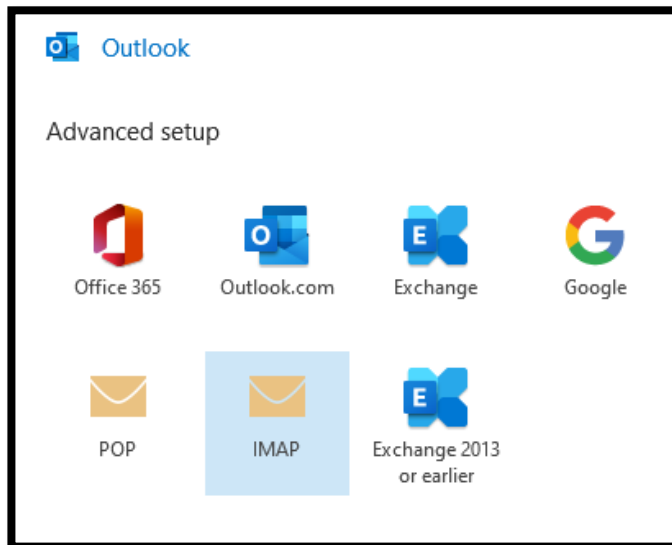 Outlook
Advanced setup
Office 365
Outlook.com
Exchange
Google
POP
IMAP
Exchange 2013
or earlier